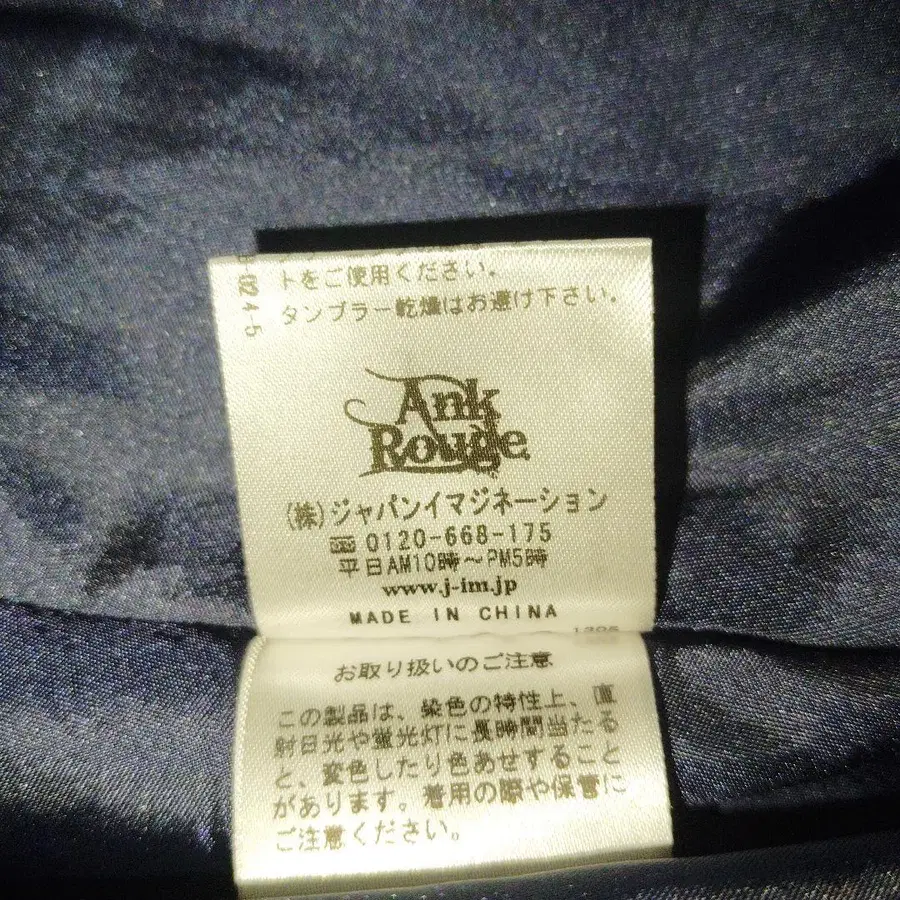 トをご使用ください。
タンブラー乾燥はお避け下さい。
Ank
Rouge
(株)ジャパンイマジネーション
0120-668-175
平日AM10時～PM5時
www.j-im.jp
MADE IN CHINA
お取り扱いのご注意
この製品は、染色の特性上、直
射日光や蛍光灯に長時間当たる
と、変色したり色あせすること
があります。着用の際や保管に
ご注意ください。